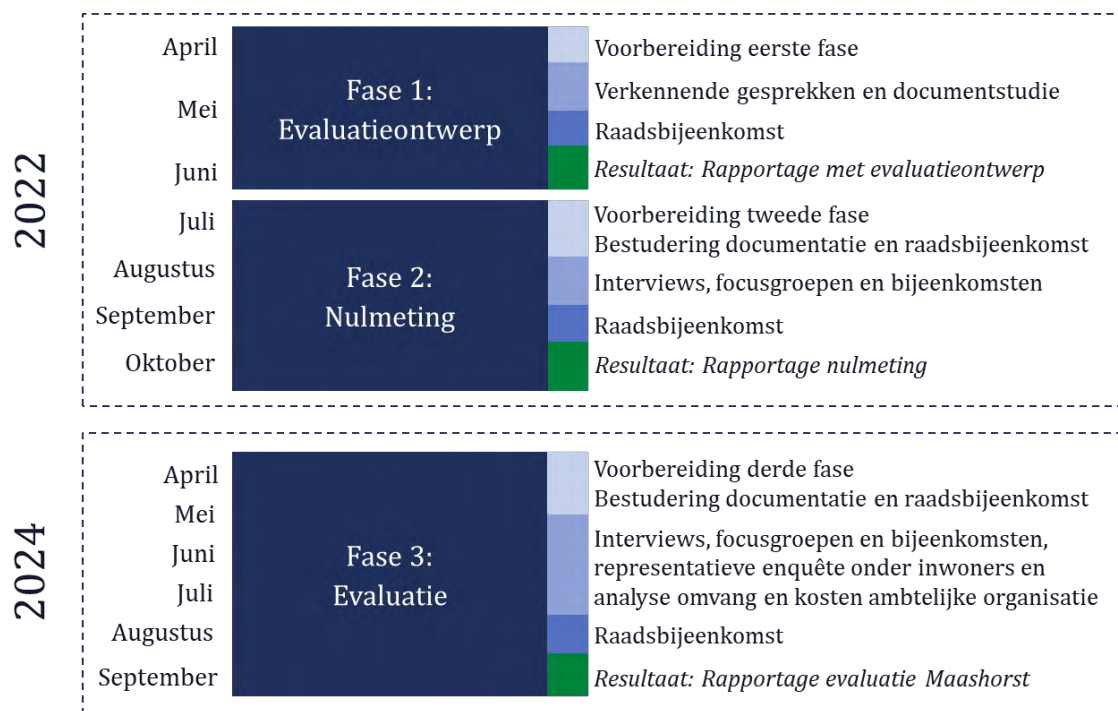 2022
April
Mei
Juni
Fase 1:
Evaluatieontwerp
Voorbereiding eerste fase
Verkennende gesprekken en documentstudie
Raadsbijeenkomst
Resultaat: Rapportage met evaluatieontwerp
Juli
Augustus
September
Oktober
Fase 2:
Nulmeting
Voorbereiding tweede fase
Bestudering documentatie en raadsbijeenkomst
Interviews, focusgroepen en bijeenkomsten
Raadsbijeenkomst
Resultaat: Rapportage nulmeting
2024
April
Mei
Juni
Juli
Augustus
September
Fase 3:
Evaluatie
Voorbereiding derde fase
Bestudering documentatie en raadsbijeenkomst
Interviews, focusgroepen en bijeenkomsten,
representatieve enquête onder inwoners en
analyse omvang en kosten ambtelijke organisatie
Raadsbijeenkomst
Resultaat: Rapportage evaluatie Maashorst